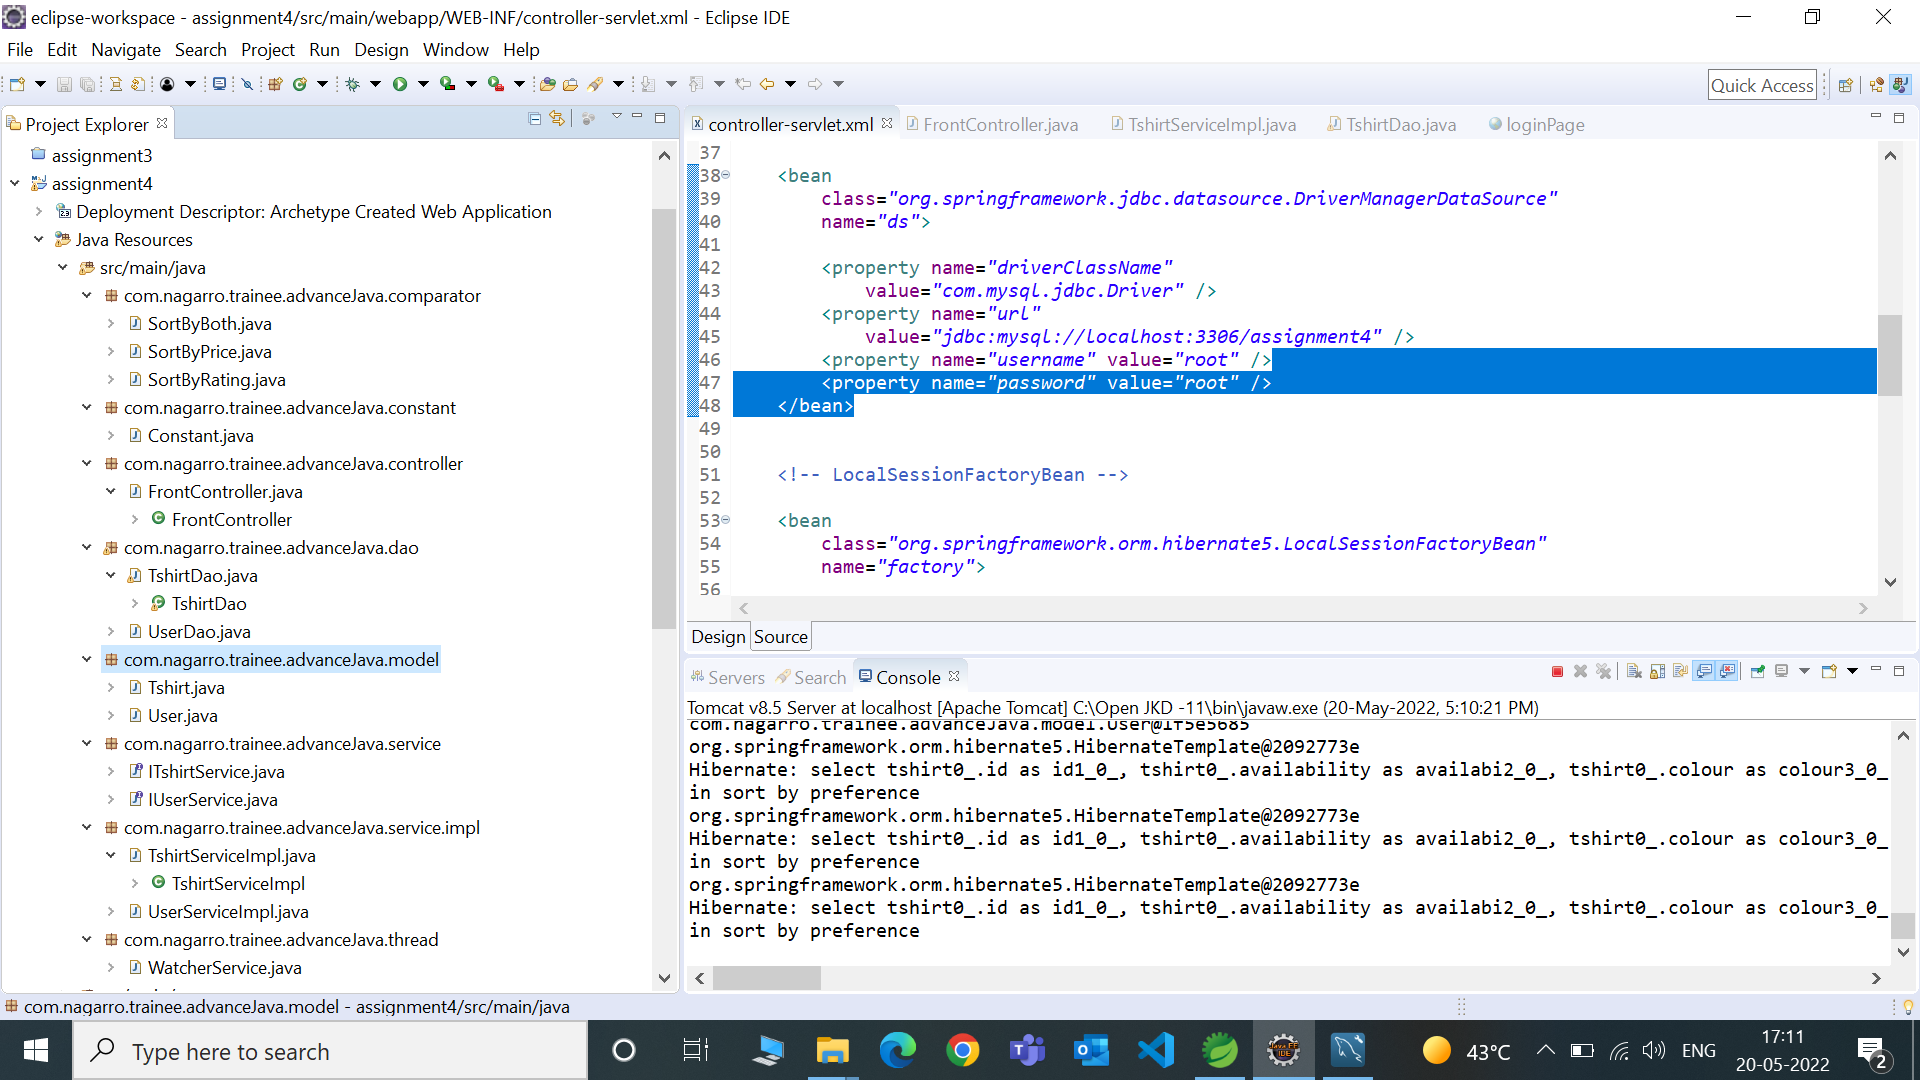 eclipse-workspace - assignment4/src/main/webapp/WEB-INF/controller-servlet.xml - Eclipse IDE
File Edit Navigate Search Project Run Design Window Help
Quick Access
Project Explorer
assignment3
assignment4
Deployment Descriptor: Archetype Created Web Application
Java Resources
src/main/java
com.nagarro.trainee.advanceJava.comparator
SortByBoth.java
SortByPrice.java
SortByRating.java
com.nagarro.trainee.advanceJava.constant
Constant.java
com.nagarro.trainee.advanceJava.controller
FrontController.java
FrontController
com.nagarro.trainee.advanceJava.dao
TshirtDao.java
TshirtDao
UserDao.java
com.nagarro.trainee.advanceJava.model
Tshirt.java
User.java
com.nagarro.trainee.advanceJava.service
ITshirtService.java
IUserService.java
com.nagarro.trainee.advanceJava.service.impl
TshirtServiceImpl.java
TshirtServiceImpl
UserServiceImpl.java
com.nagarro.trainee.advanceJava.thread
WatcherService.java
controller-servlet.xml FrontController.java TshirtServiceImpl.java TshirtDao.java loginPage
37
38 <bean
39 class="org.springframework.jdbc.datasource.DriverManagerDataSource"
40 name="ds">
41
42 <property name="driverClassName"
43 value="com.mysql.jdbc.Driver" />
44 <property name="url"
45 value="jdbc:mysql://localhost:3306/assignment4" />
46 <property name="username" value="root" />
47 <property name="password" value="root" />
48 </bean>
49
50
51 <!-- LocalSessionFactoryBean -->
52
53 <bean
54 class="org.springframework.orm.hibernate5.LocalSessionFactoryBean"
55 name="factory">
56
Design Source
Servers Search Console
Tomcat v8.5 Server at localhost [Apache Tomcat] C:\Open JKD -11\bin\javaw.exe (20-May-2022, 5:10:21 PM)
com.nagarro.trainee.advanceJava.model.User@1f5e5685
org.springframework.orm.hibernate5.HibernateTemplate@2092773e
Hibernate: select tshirt0_.id as id1_0_, tshirt0_.availability as availabi2_0_, tshirt0_.colour as colour3_0_
in sort by preference
org.springframework.orm.hibernate5.HibernateTemplate@2092773e
Hibernate: select tshirt0_.id as id1_0_, tshirt0_.availability as availabi2_0_, tshirt0_.colour as colour3_0_
in sort by preference
org.springframework.orm.hibernate5.HibernateTemplate@2092773e
Hibernate: select tshirt0_.id as id1_0_, tshirt0_.availability as availabi2_0_, tshirt0_.colour as colour3_0_
in sort by preference
com.nagarro.trainee.advanceJava.model - assignment4/src/main/java
Type here to search
43°C
ENG
17:11
20-05-2022
2